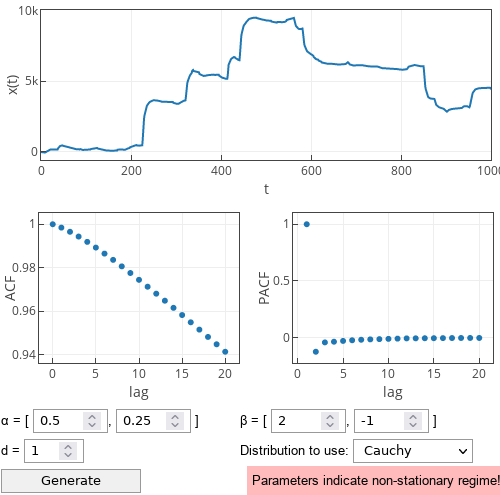 10k
5k
0
x(t)
0 200 400 600 800 1000
t
1
0.98
0.96
0.94
ACF
0 5 10 15 20
lag
1
0.5
0
PACF
0 5 10 15 20
lag
α = [ 0.5 , 0.25 ] β = [ 2 , -1 ]
d = 1 Distribution to use: Cauchy
Generate Parameters indicate non-stationary regime!